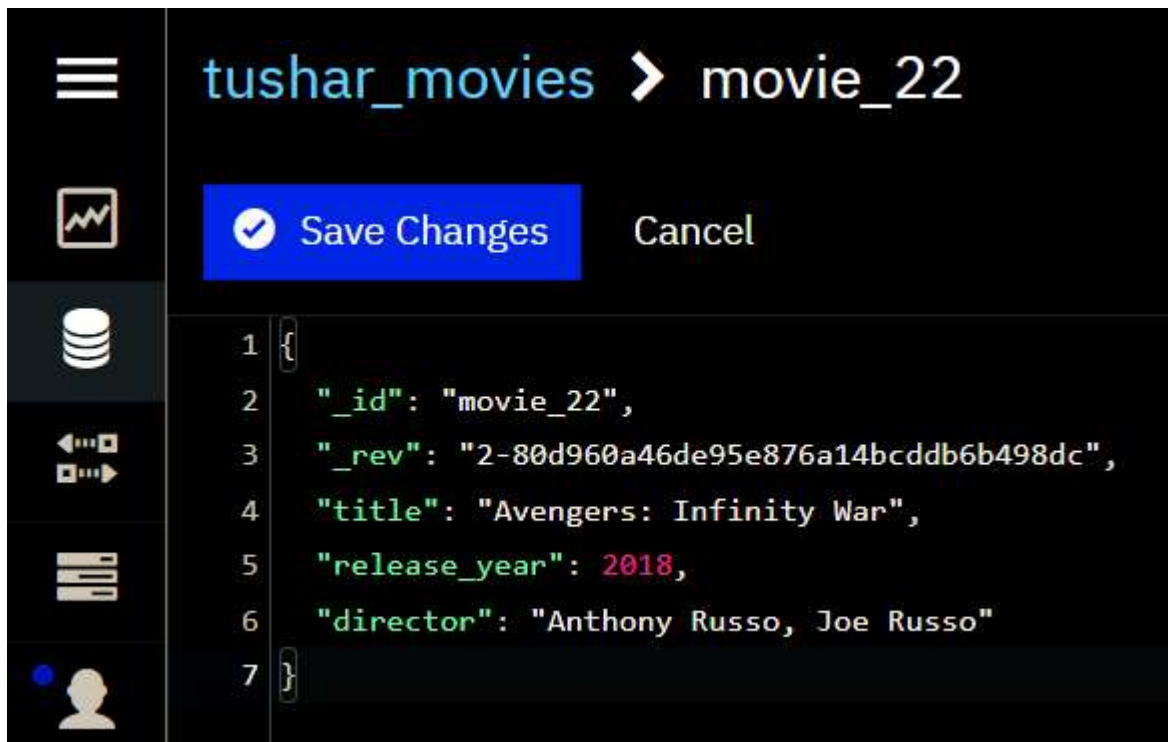 tushar_movies > movie_22
Save Changes Cancel
1 {
2 "_id": "movie_22",
3 "_rev": "2-80d960a46de95e876a14bcddb6b498dc",
4 "title": "Avengers: Infinity War",
5 "release_year": 2018,
6 "director": "Anthony Russo, Joe Russo"
7 }